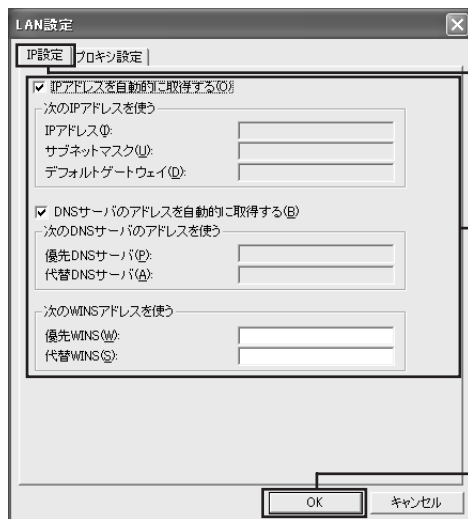 LAN設定
IP設定 プロキシ設定
IPアドレスを自動的に取得する(O)
次のIPアドレスを使う
IPアドレス(I):
サブネットマスク(U):
デフォルトゲートウェイ(D):
DNSサーバのアドレスを自動的に取得する(B)
次のDNSサーバのアドレスを使う
優先DNSサーバ(P):
代替DNSサーバ(A):
次のWINSアドレスを使う
優先WINS(W):
代替WINS(S):
OK キャンセル